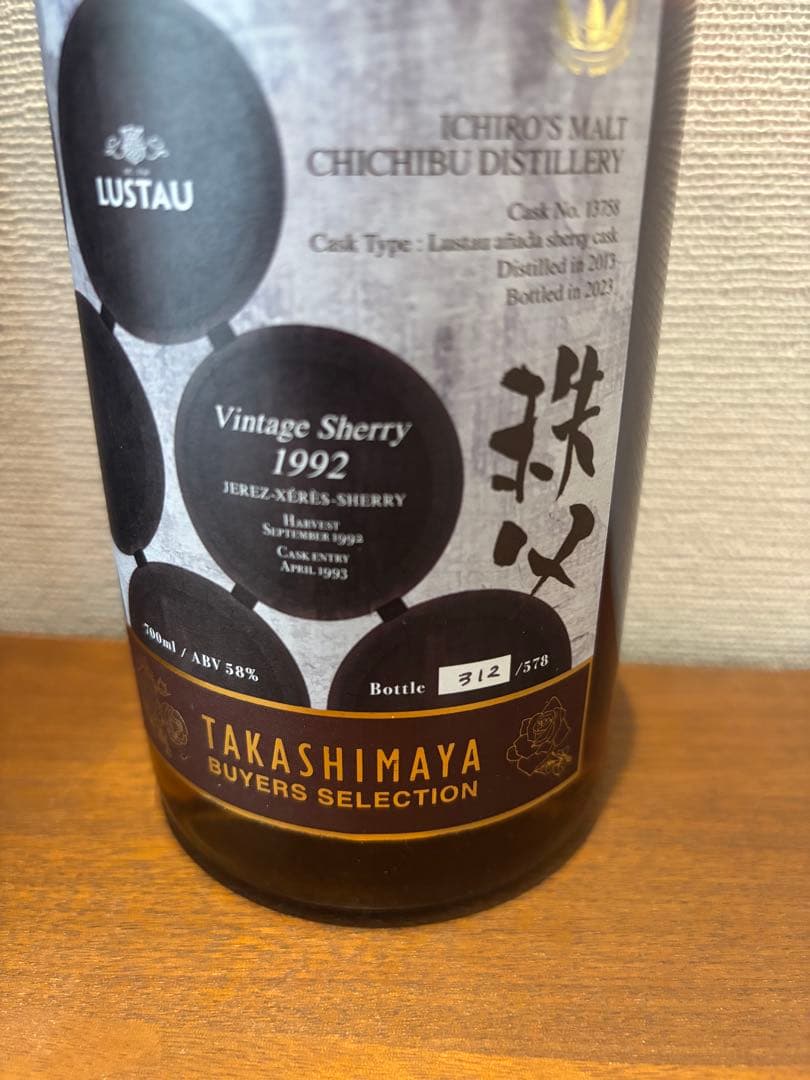 LUSTAU
ICHIRO'S MALT
CHICHIBU DISTILLERY
Cask No. 13758
Cask Type : Lustau añada sherry cask
Distilled in 2013
Bottled in 2023
秩父
Vintage Sherry
1992
JEREZ-XÉRÈS-SHERRY
HARVEST
SEPTEMBER 1992
CASK ENTRY
APRIL 1993
700ml / ABV 58%
Bottle 312 /578
TAKASHIMAYA
BUYERS SELECTION